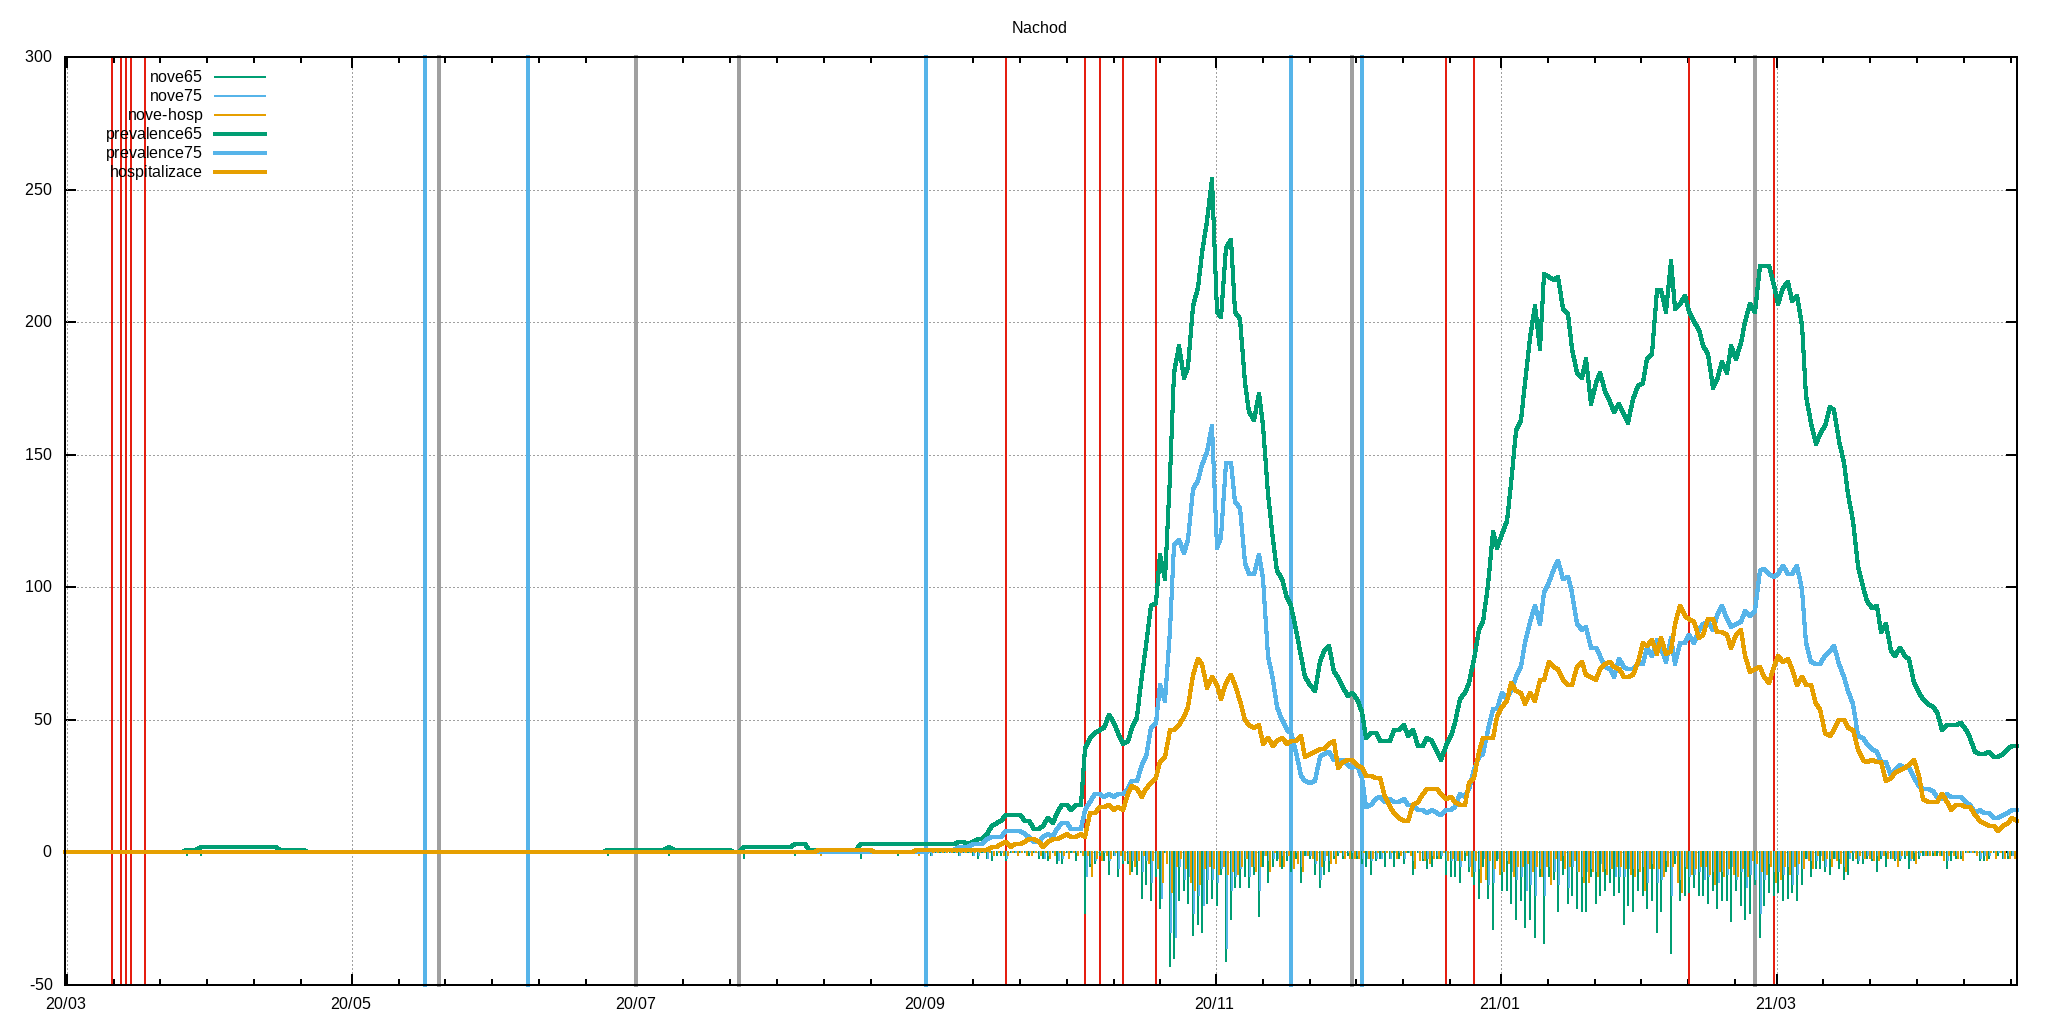 Nachod
300
nove65
nove75
nove-hosp
prevalence65
prevalence75
hospitalizace
250
200
150
100
50
0
-50
20/03 20/05 20/07 20/09 20/11 21/01 21/03